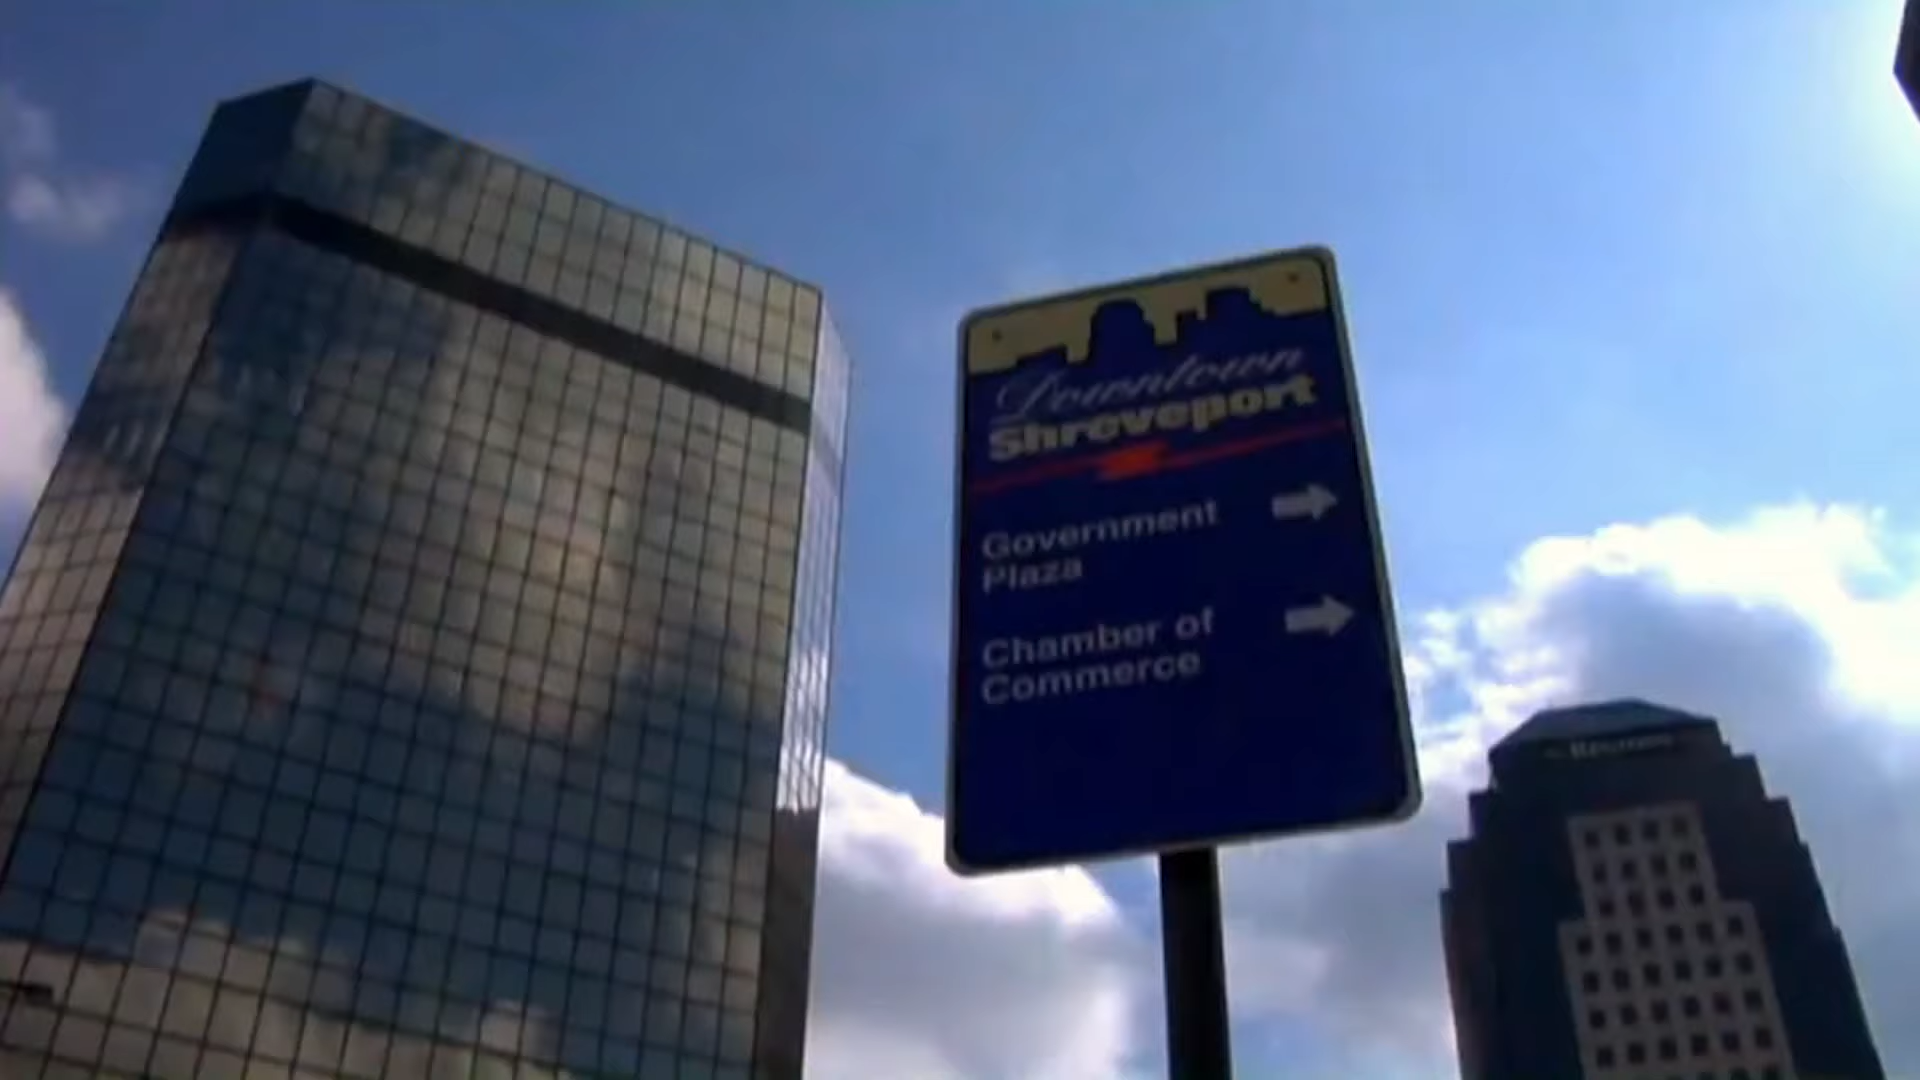 Downtown
Shreveport
Government
Plaza
Chamber of
Commerce